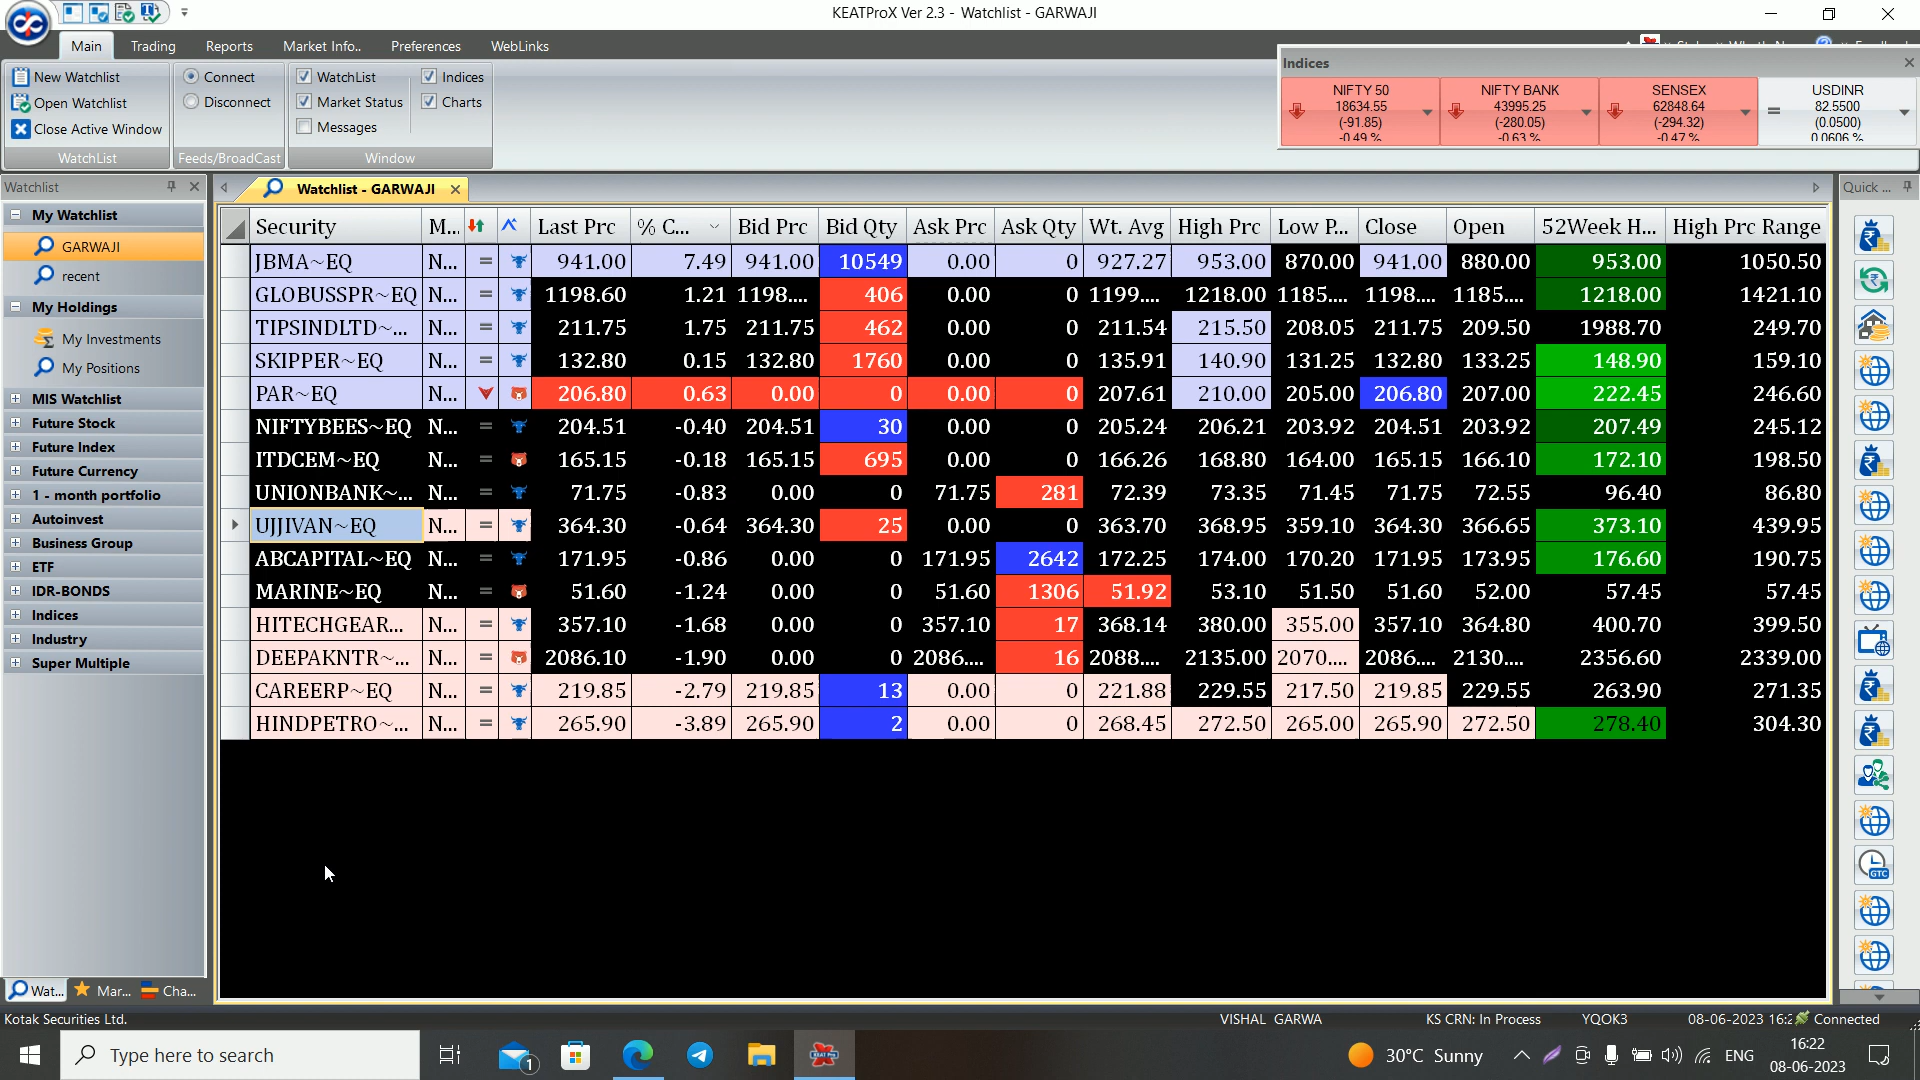 KEATProX Ver 2.3 - Watchlist - GARWAJI
Main Trading Reports Market Info.. Preferences WebLinks
New Watchlist
Open Watchlist
Close Active Window
WatchList
Connect
Disconnect
Feeds/BroadCast
WatchList Indices
Market Status Charts
Messages
Window
Indices
NIFTY 50
18634.55
(-91.85)
-0.49 %
NIFTY BANK
43995.25
(-280.05)
-0.63 %
SENSEX
62848.64
(-294.32)
-0.47 %
USDINR
82.5500
(0.0500)
0.0606 %
Watchlist
My Watchlist
GARWAJI
recent
My Holdings
My Investments
My Positions
MIS Watchlist
Future Stock
Future Index
Future Currency
1 - month portfolio
Autoinvest
Business Group
ETF
IDR-BONDS
Indices
Industry
Super Multiple
Wat... Mar... Cha...
Watchlist - GARWAJI
Quick ...
Security M... Last Prc % C... Bid Prc Bid Qty Ask Prc Ask Qty Wt. Avg High Prc Low P... Close Open 52Week H... High Prc Range
JBMA~EQ N... = 941.00 7.49 941.00 10549 0.00 0 927.27 953.00 870.00 941.00 880.00 953.00 1050.50
GLOBUSSPR~EQ N... = 1198.60 1.21 1198.... 406 0.00 0 1199.... 1218.00 1185.... 1198.... 1185.... 1218.00 1421.10
TIPSINDLTD~... N... = 211.75 1.75 211.75 462 0.00 0 211.54 215.50 208.05 211.75 209.50 1988.70 249.70
SKIPPER~EQ N... = 132.80 0.15 132.80 1760 0.00 0 135.91 140.90 131.25 132.80 133.25 148.90 159.10
PAR~EQ N... 206.80 0.63 0.00 0 0.00 0 207.61 210.00 205.00 206.80 207.00 222.45 246.60
NIFTYBEES~EQ N... = 204.51 -0.40 204.51 30 0.00 0 205.24 206.21 203.92 204.51 203.92 207.49 245.12
ITDCEM~EQ N... = 165.15 -0.18 165.15 695 0.00 0 166.26 168.80 164.00 165.15 166.10 172.10 198.50
UNIONBANK~... N... = 71.75 -0.83 0.00 0 71.75 281 72.39 73.35 71.45 71.75 72.55 96.40 86.80
UJJIVAN~EQ N... = 364.30 -0.64 364.30 25 0.00 0 363.70 368.95 359.10 364.30 366.65 373.10 439.95
ABCAPITAL~EQ N... = 171.95 -0.86 0.00 0 171.95 2642 172.25 174.00 170.20 171.95 173.95 176.60 190.75
MARINE~EQ N... = 51.60 -1.24 0.00 0 51.60 1306 51.92 53.10 51.50 51.60 52.00 57.45 57.45
HITECHGEAR... N... = 357.10 -1.68 0.00 0 357.10 17 368.14 380.00 355.00 357.10 364.80 400.70 399.50
DEEPAKNTR~... N... = 2086.10 -1.90 0.00 0 2086.... 16 2088.... 2135.00 2070.... 2086.... 2130.... 2356.60 2339.00
CAREERP~EQ N... = 219.85 -2.79 219.85 13 0.00 0 221.88 229.55 217.50 219.85 229.55 263.90 271.35
HINDPETRO~... N... = 265.90 -3.89 265.90 2 0.00 0 268.45 272.50 265.00 265.90 272.50 278.40 304.30
GTC
Kotak Securities Ltd. VISHAL GARWA KS CRN: In Process YQOK3 08-06-2023 16:2 Connected
Type here to search 1 30°C Sunny ENG 16:22
08-06-2023